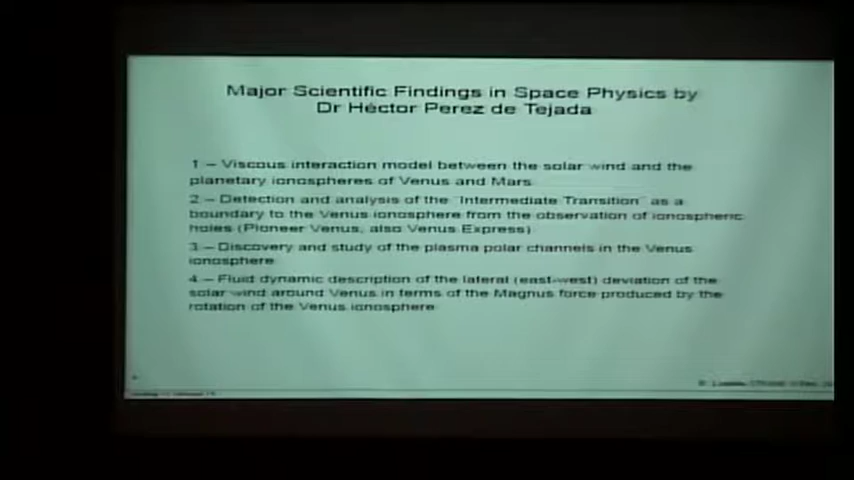 Major Scientific Findings in Space Physics by
Dr Héctor Perez de Tejada
1 – Viscous interaction model between the solar wind and the
planetary ionospheres of Venus and Mars
2 – Detection and analysis of the "Intermediate Transition" as a
boundary to the Venus ionosphere from the observation of ionospheric
holes (Pioneer Venus, also Venus Express)
3 – Discovery and study of the plasma polar channels in the Venus
ionosphere
4 – Fluid dynamic description of the lateral (east-west) deviation of the
solar wind around Venus in terms of the Magnus force produced by the
rotation of the Venus ionosphere